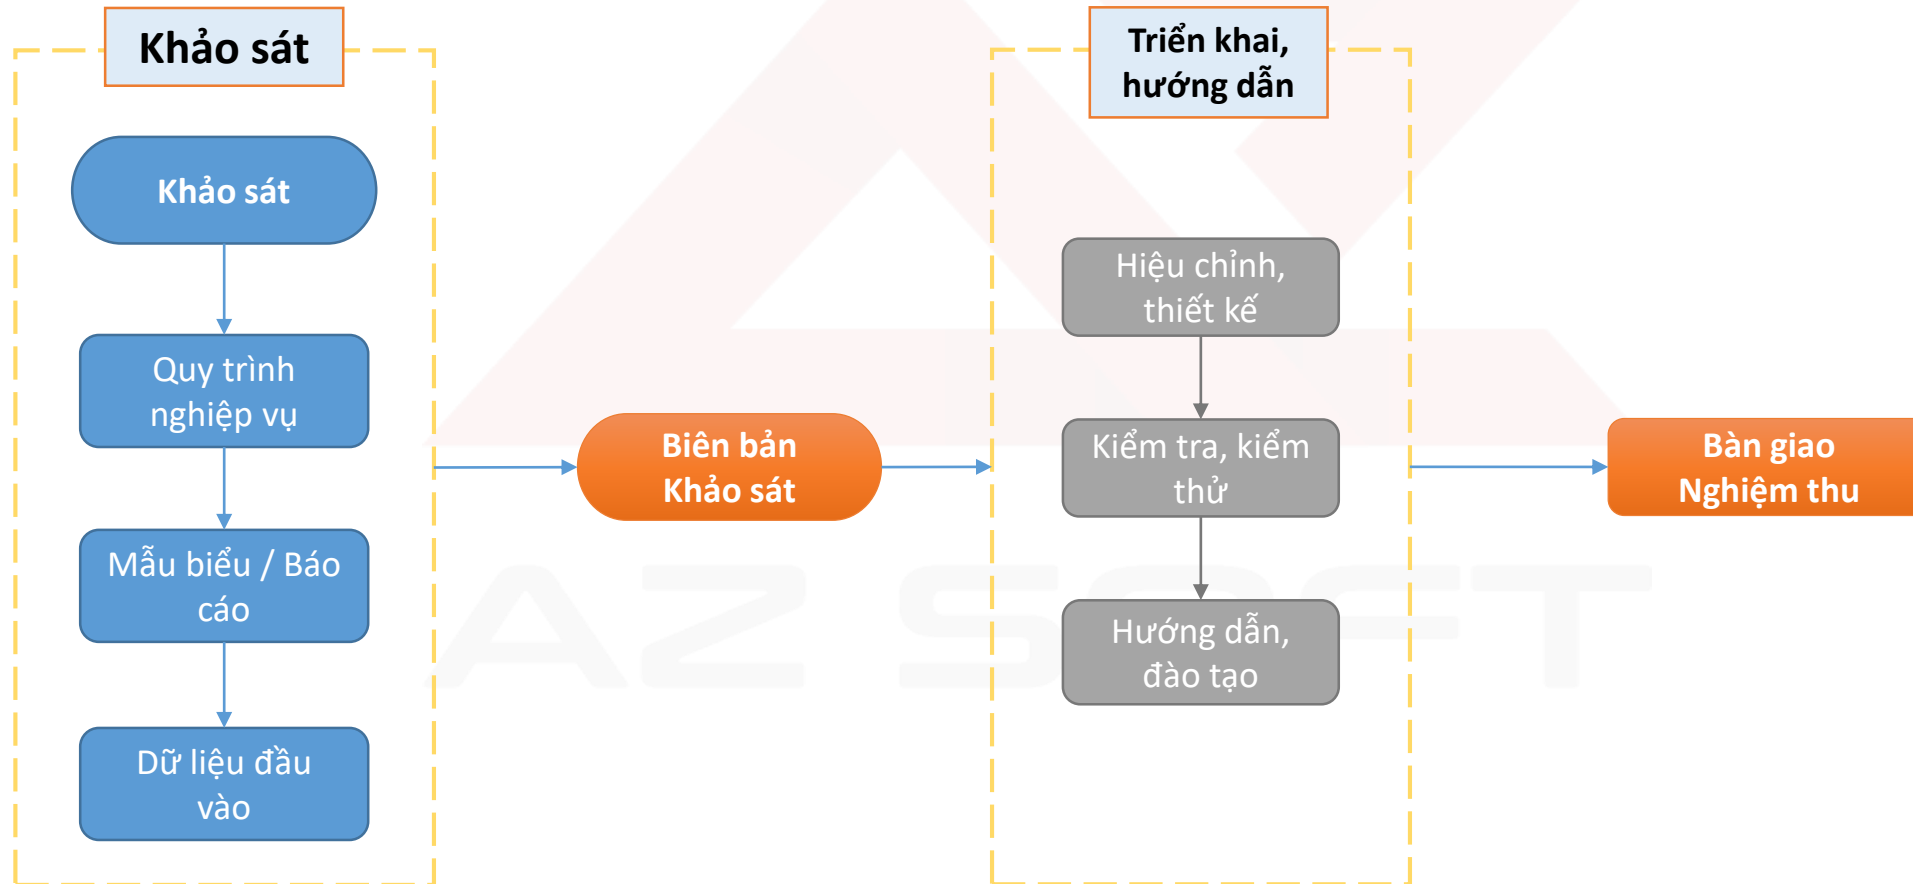 Khảo sát
Khảo sát
Quy trình
nghiệp vụ
Mẫu biểu / Báo
cáo
Dữ liệu đầu
vào
Biên bản
Khảo sát
Triển khai,
hướng dẫn
Hiệu chỉnh,
thiết kế
Kiểm tra, kiểm
thử
Hướng dẫn,
đào tạo
Bàn giao
Nghiệm thu
AZ SOFT